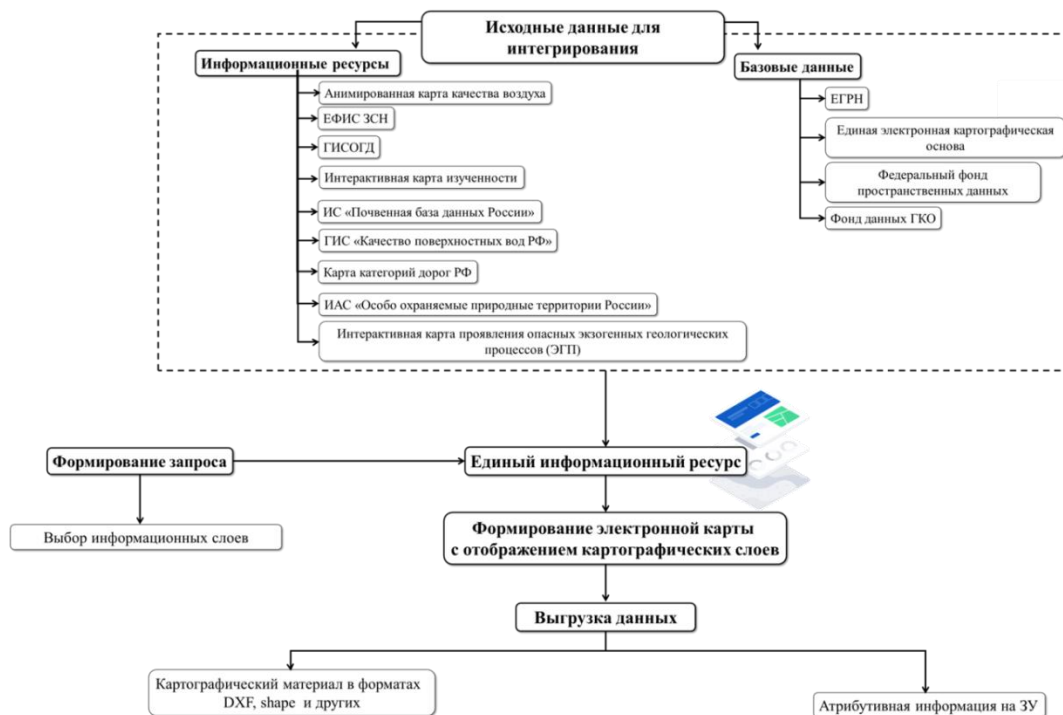 Исходные данные для
интегрирования
Информационные ресурсы
Анимированная карта качества воздуха
ЕФИС ЗСН
ГИСОГД
Интерактивная карта изученности
ИС «Почвенная база данных России»
ГИС «Качество поверхностных вод РФ»
Карта категорий дорог РФ
ИАС «Особо охраняемые природные территории России»
Интерактивная карта проявления опасных экзогенных геологических
процессов (ЭГП)
Базовые данные
ЕГРН
Единая электронная картографическая
основа
Федеральный фонд
пространственных данных
Фонд данных ГКО
Формирование запроса
Выбор информационных слоев
Единый информационный ресурс
Формирование электронной карты
с отображением картографических слоев
Выгрузка данных
Картографический материал в форматах
DXF, shape и других
Атрибутивная информация на ЗУ